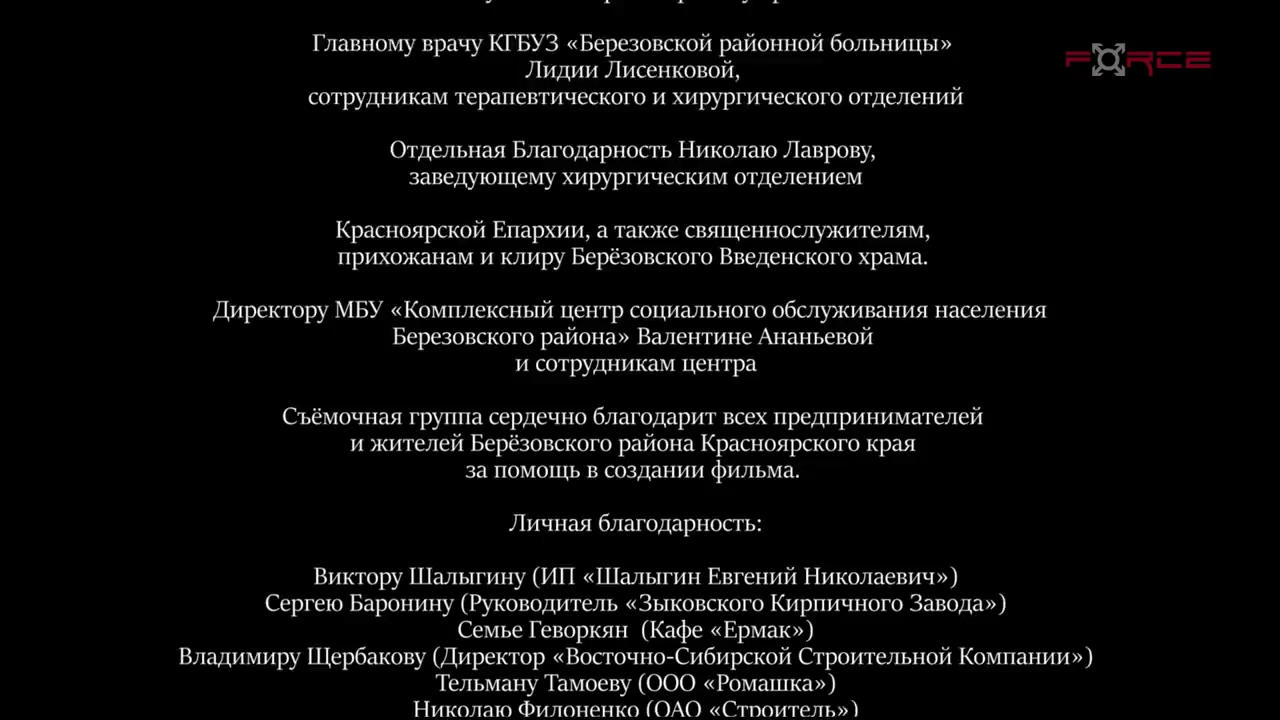 Главному врачу КГБУЗ «Березовской районной больницы»
FORCE
Лидии Лисенковой,
сотрудникам терапевтического и хирургического отделений
Отдельная Благодарность Николаю Лаврову,
заведующему хирургическим отделением
Красноярской Епархии, а также священнослужителям,
прихожанам и клиру Берёзовского Введенского храма.
Директору МБУ «Комплексный центр социального обслуживания населения
Березовского района» Валентине Ананьевой
и сотрудникам центра
Съёмочная группа сердечно благодарит всех предпринимателей
и жителей Берёзовского района Красноярского края
за помощь в создании фильма.
Личная благодарность:
Виктору Шалыгину (ИП «Шалыгин Евгений Николаевич»)
Сергею Баронину (Руководитель «Зыковского Кирпичного Завода»)
Семье Геворкян (Кафе «Ермак»)
Владимиру Щербакову (Директор «Восточно-Сибирской Строительной Компании»)
Тельману Тамоеву (ООО «Ромашка»)
Николаю Филоненко (ОАО «Строитель»)